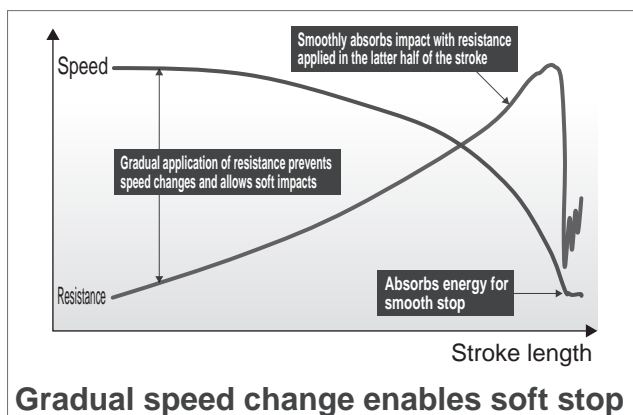 Speed
Smoothly absorbs impact with resistance
applied in the latter half of the stroke
Gradual application of resistance prevents
speed changes and allows soft impacts
Resistance
Absorbs energy for
smooth stop
Stroke length
Gradual speed change enables soft stop